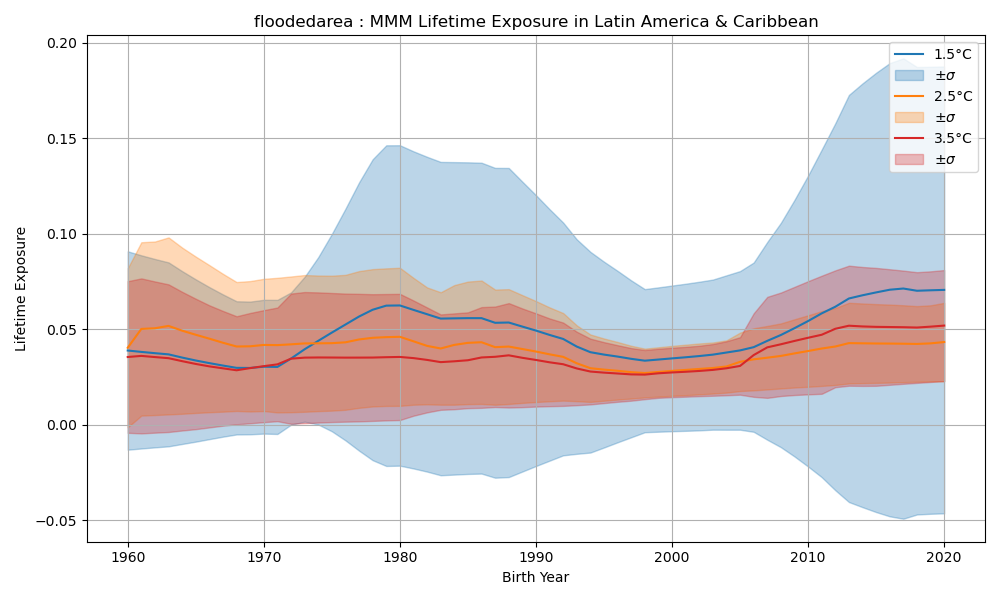 floodedarea : MMM Lifetime Exposure in Latin America & Caribbean
0.20
0.15
0.10
0.05
0.00
−0.05
Lifetime Exposure
1960
1970
1980
1990
2000
2010
2020
Birth Year
1.5°C
±σ
2.5°C
±σ
3.5°C
±σ